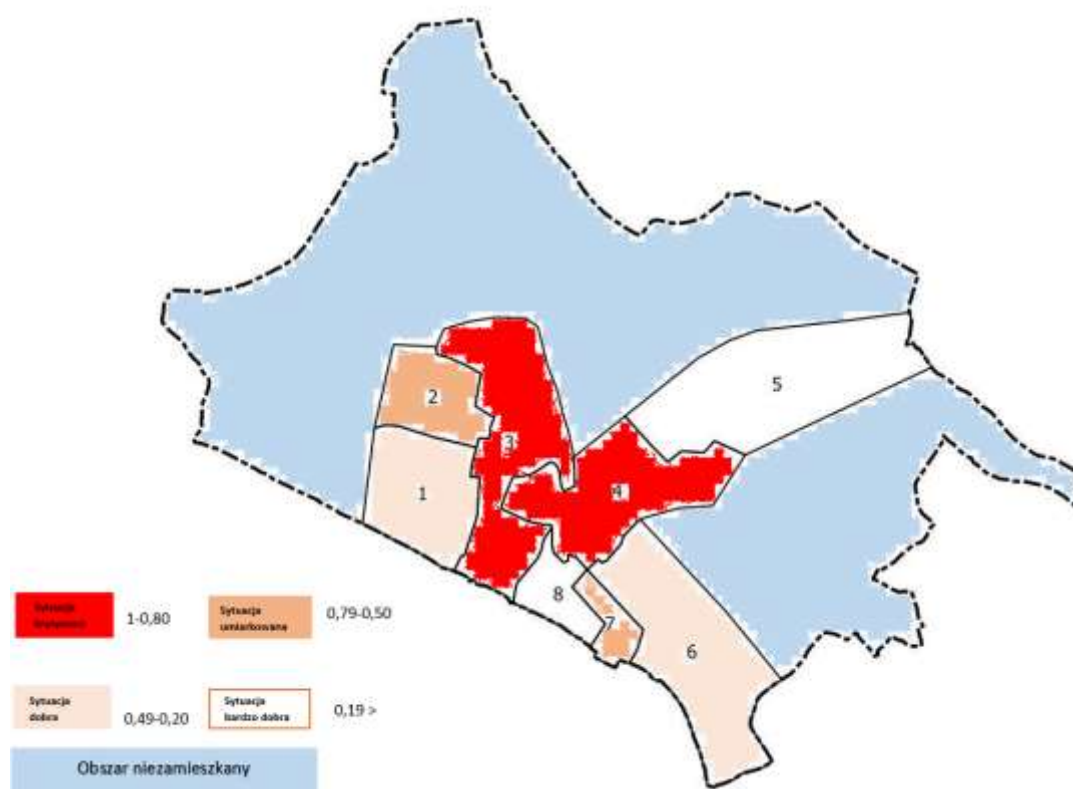 5
2
3
1
4
8
7
6
Sytuacja
1-0,80
Sytuacja
umiarkowana
0,79-0,50
Sytuacja
dobra
0,49-0,20
Sytuacja
bardzo dobra
0,19 >
Obszar niezamieszkany